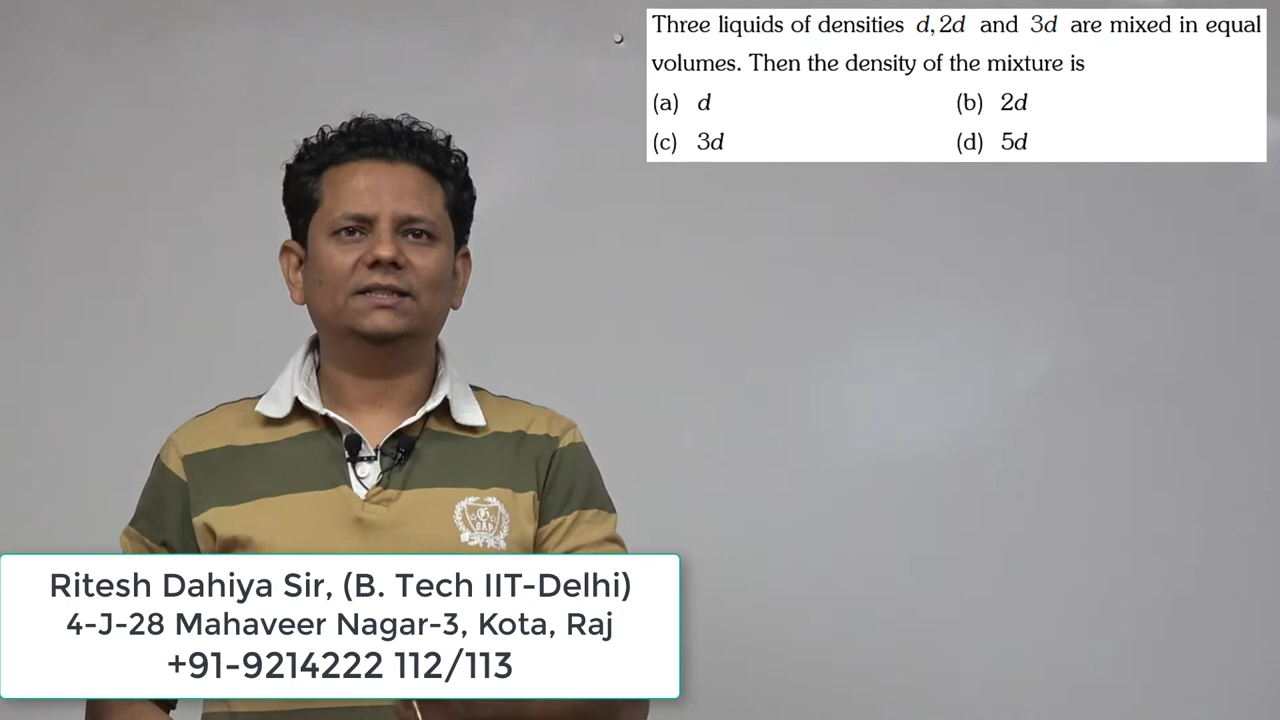 Three liquids of densities d, 2d and 3d are mixed in equal
volumes. Then the density of the mixture is
(a) d (b) 2d
(c) 3d (d) 5d
G
GAP
Ritesh Dahiya Sir, (B. Tech IIT-Delhi)
4-J-28 Mahaveer Nagar-3, Kota, Raj
+91-9214222 112/113